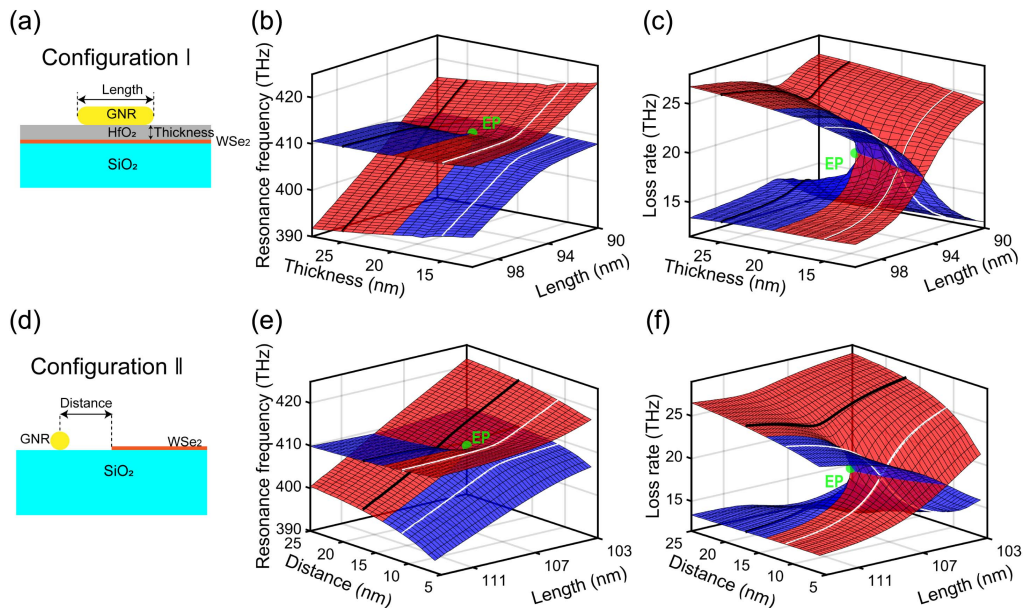 (a)
Configuration Ⅰ
Length
GNR
HfO₂
Thickness
WSe₂
SiO₂
(b)
Resonance frequency (THz)
420
410
400
390
EP
25
20
15
Thickness (nm)
98
94
90
Length (nm)
(c)
Loss rate (THz)
25
20
15
EP
25
20
15
Thickness (nm)
98
94
90
Length (nm)
(d)
Configuration Ⅱ
Distance
GNR
WSe₂
SiO₂
(e)
Resonance frequency (THz)
420
410
400
390
EP
25
20
15
10
5
Distance (nm)
111
107
103
Length (nm)
(f)
Loss rate (THz)
25
20
15
EP
25
20
15
10
5
Distance (nm)
111
107
103
Length (nm)